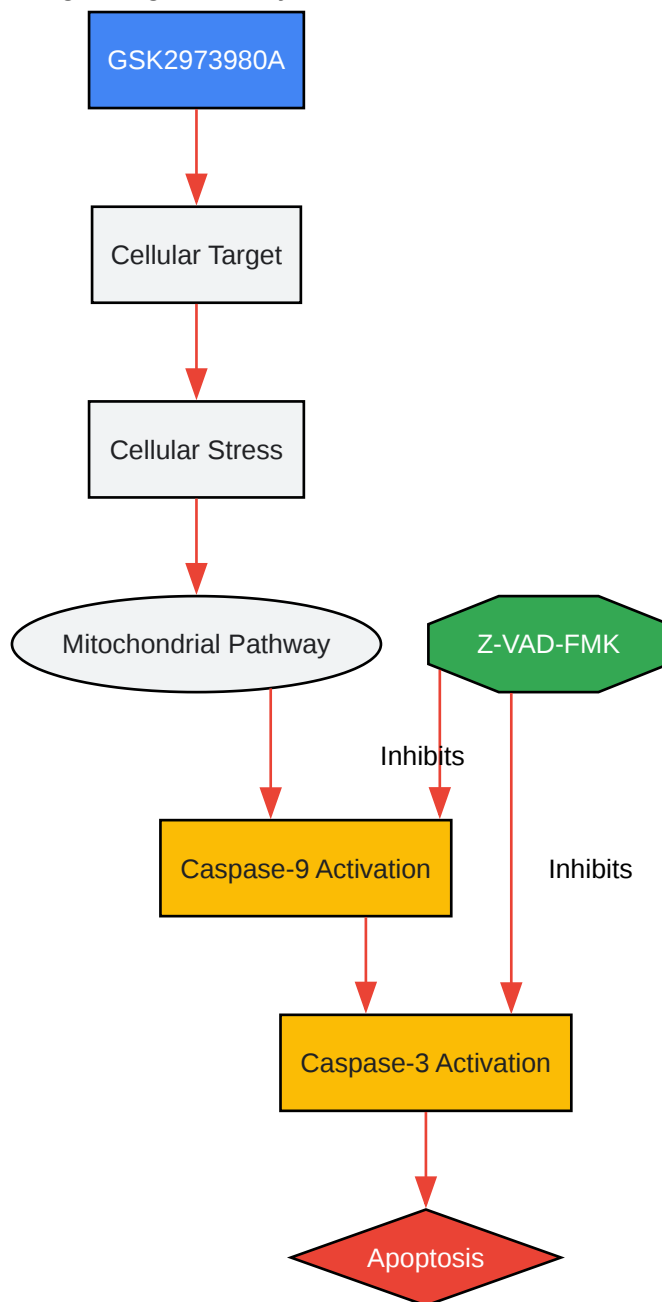 GSK2973980A
Cellular Target
Cellular Stress
Mitochondrial Pathway
Z-VAD-FMK
Inhibits
Caspase-9 Activation
Inhibits
Caspase-3 Activation
Apoptosis